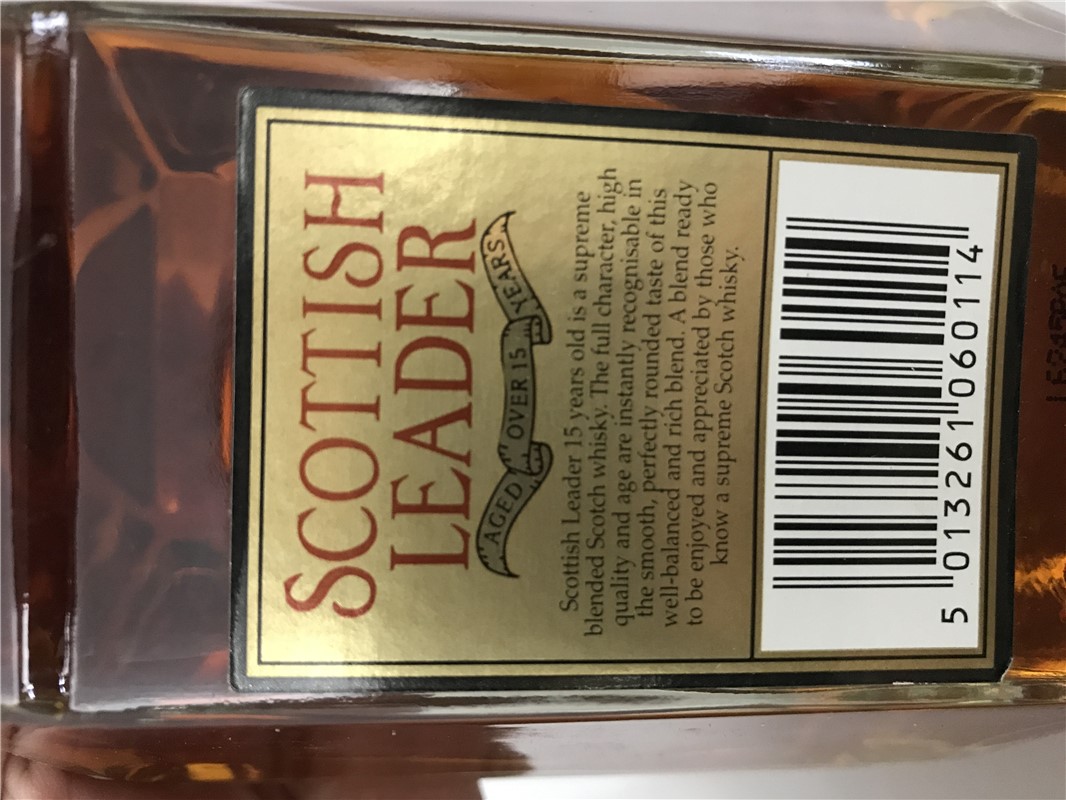 SCOTTISH
LEADER
AGED OVER 15 YEARS
Scottish Leader 15 years old is a supreme
blended Scotch whisky. The full character, high
quality and age are instantly recognisable in
the smooth, perfectly rounded taste of this
well-balanced and rich blend. A blend ready
to be enjoyed and appreciated by those who
know a supreme Scotch whisky.
5 013261 060114